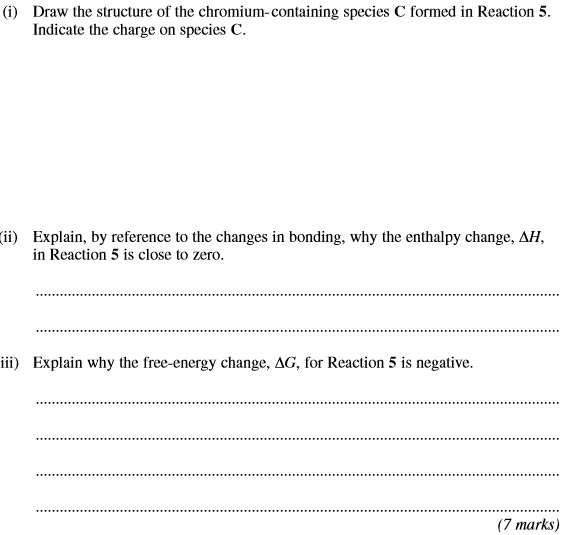 (i) Draw the structure of the chromium-containing species C formed in Reaction 5.
Indicate the charge on species C.
(ii) Explain, by reference to the changes in bonding, why the enthalpy change, ΔH,
in Reaction 5 is close to zero.
iii) Explain why the free-energy change, ΔG, for Reaction 5 is negative.
(7 marks)